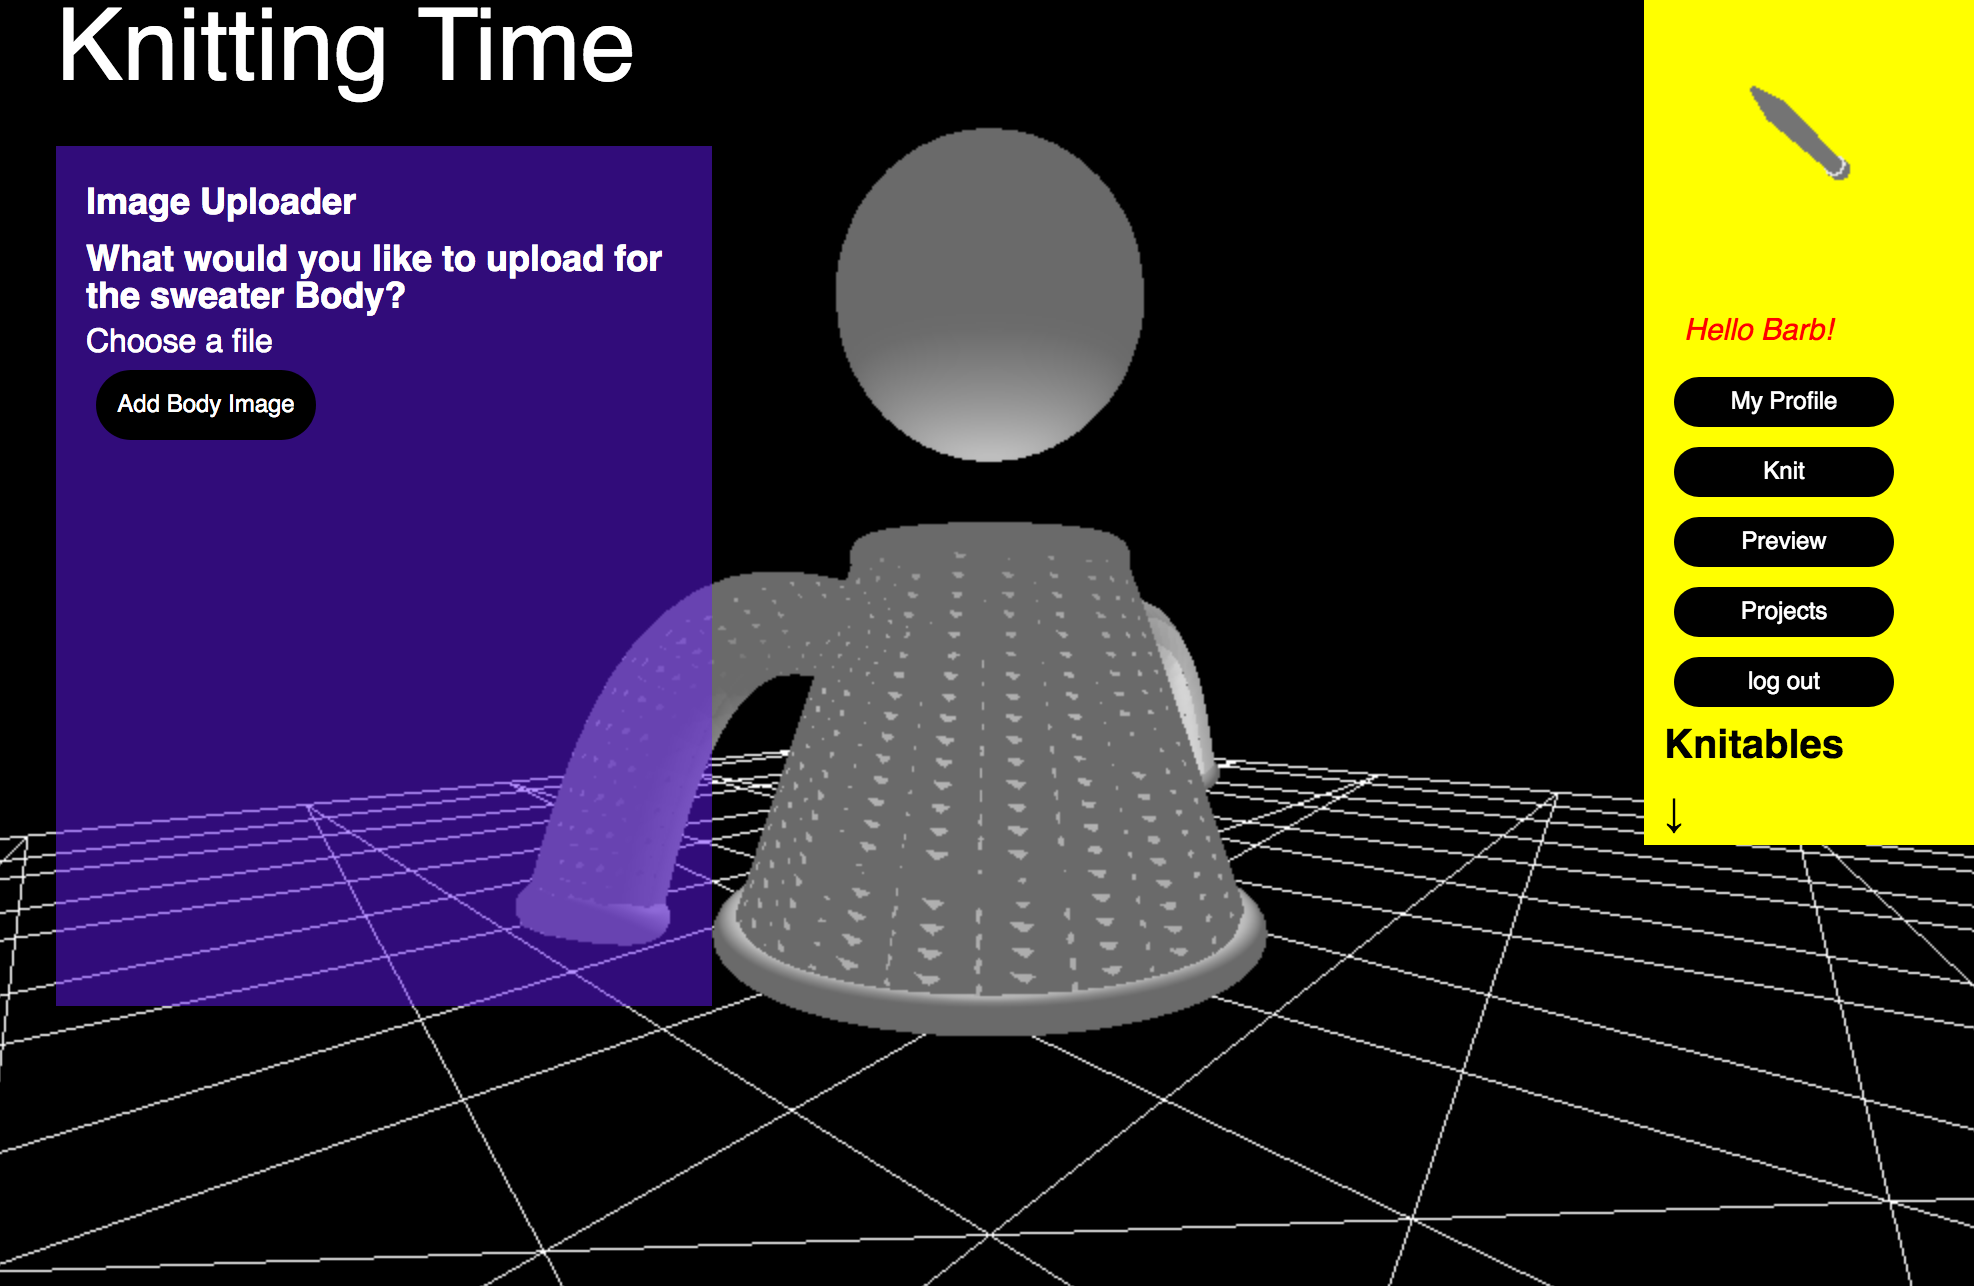 Knitting Time
Image Uploader
What would you like to upload for
the sweater Body?
Choose a file
Add Body Image
Hello Barb!
My Profile
Knit
Preview
Projects
log out
Knitables
↓